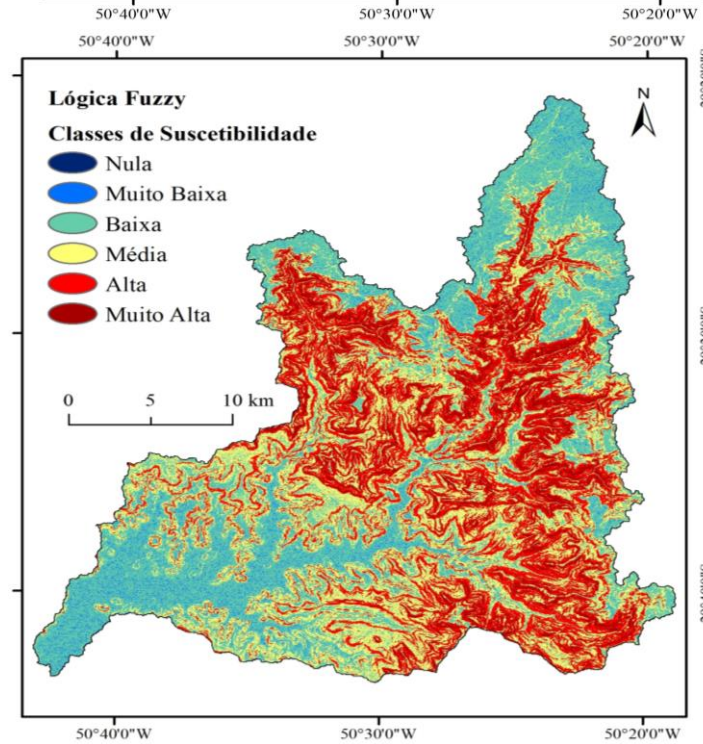 50°40'0"W 50°30'0"W 50°20'0"W
50°40'0"W 50°30'0"W 50°20'0"W
Lógica Fuzzy
N
Classes de Suscetibilidade
Nula
Muito Baixa
Baixa
Média
Alta
Muito Alta
0 5 10 km
50°40'0"W 50°30'0"W 50°20'0"W